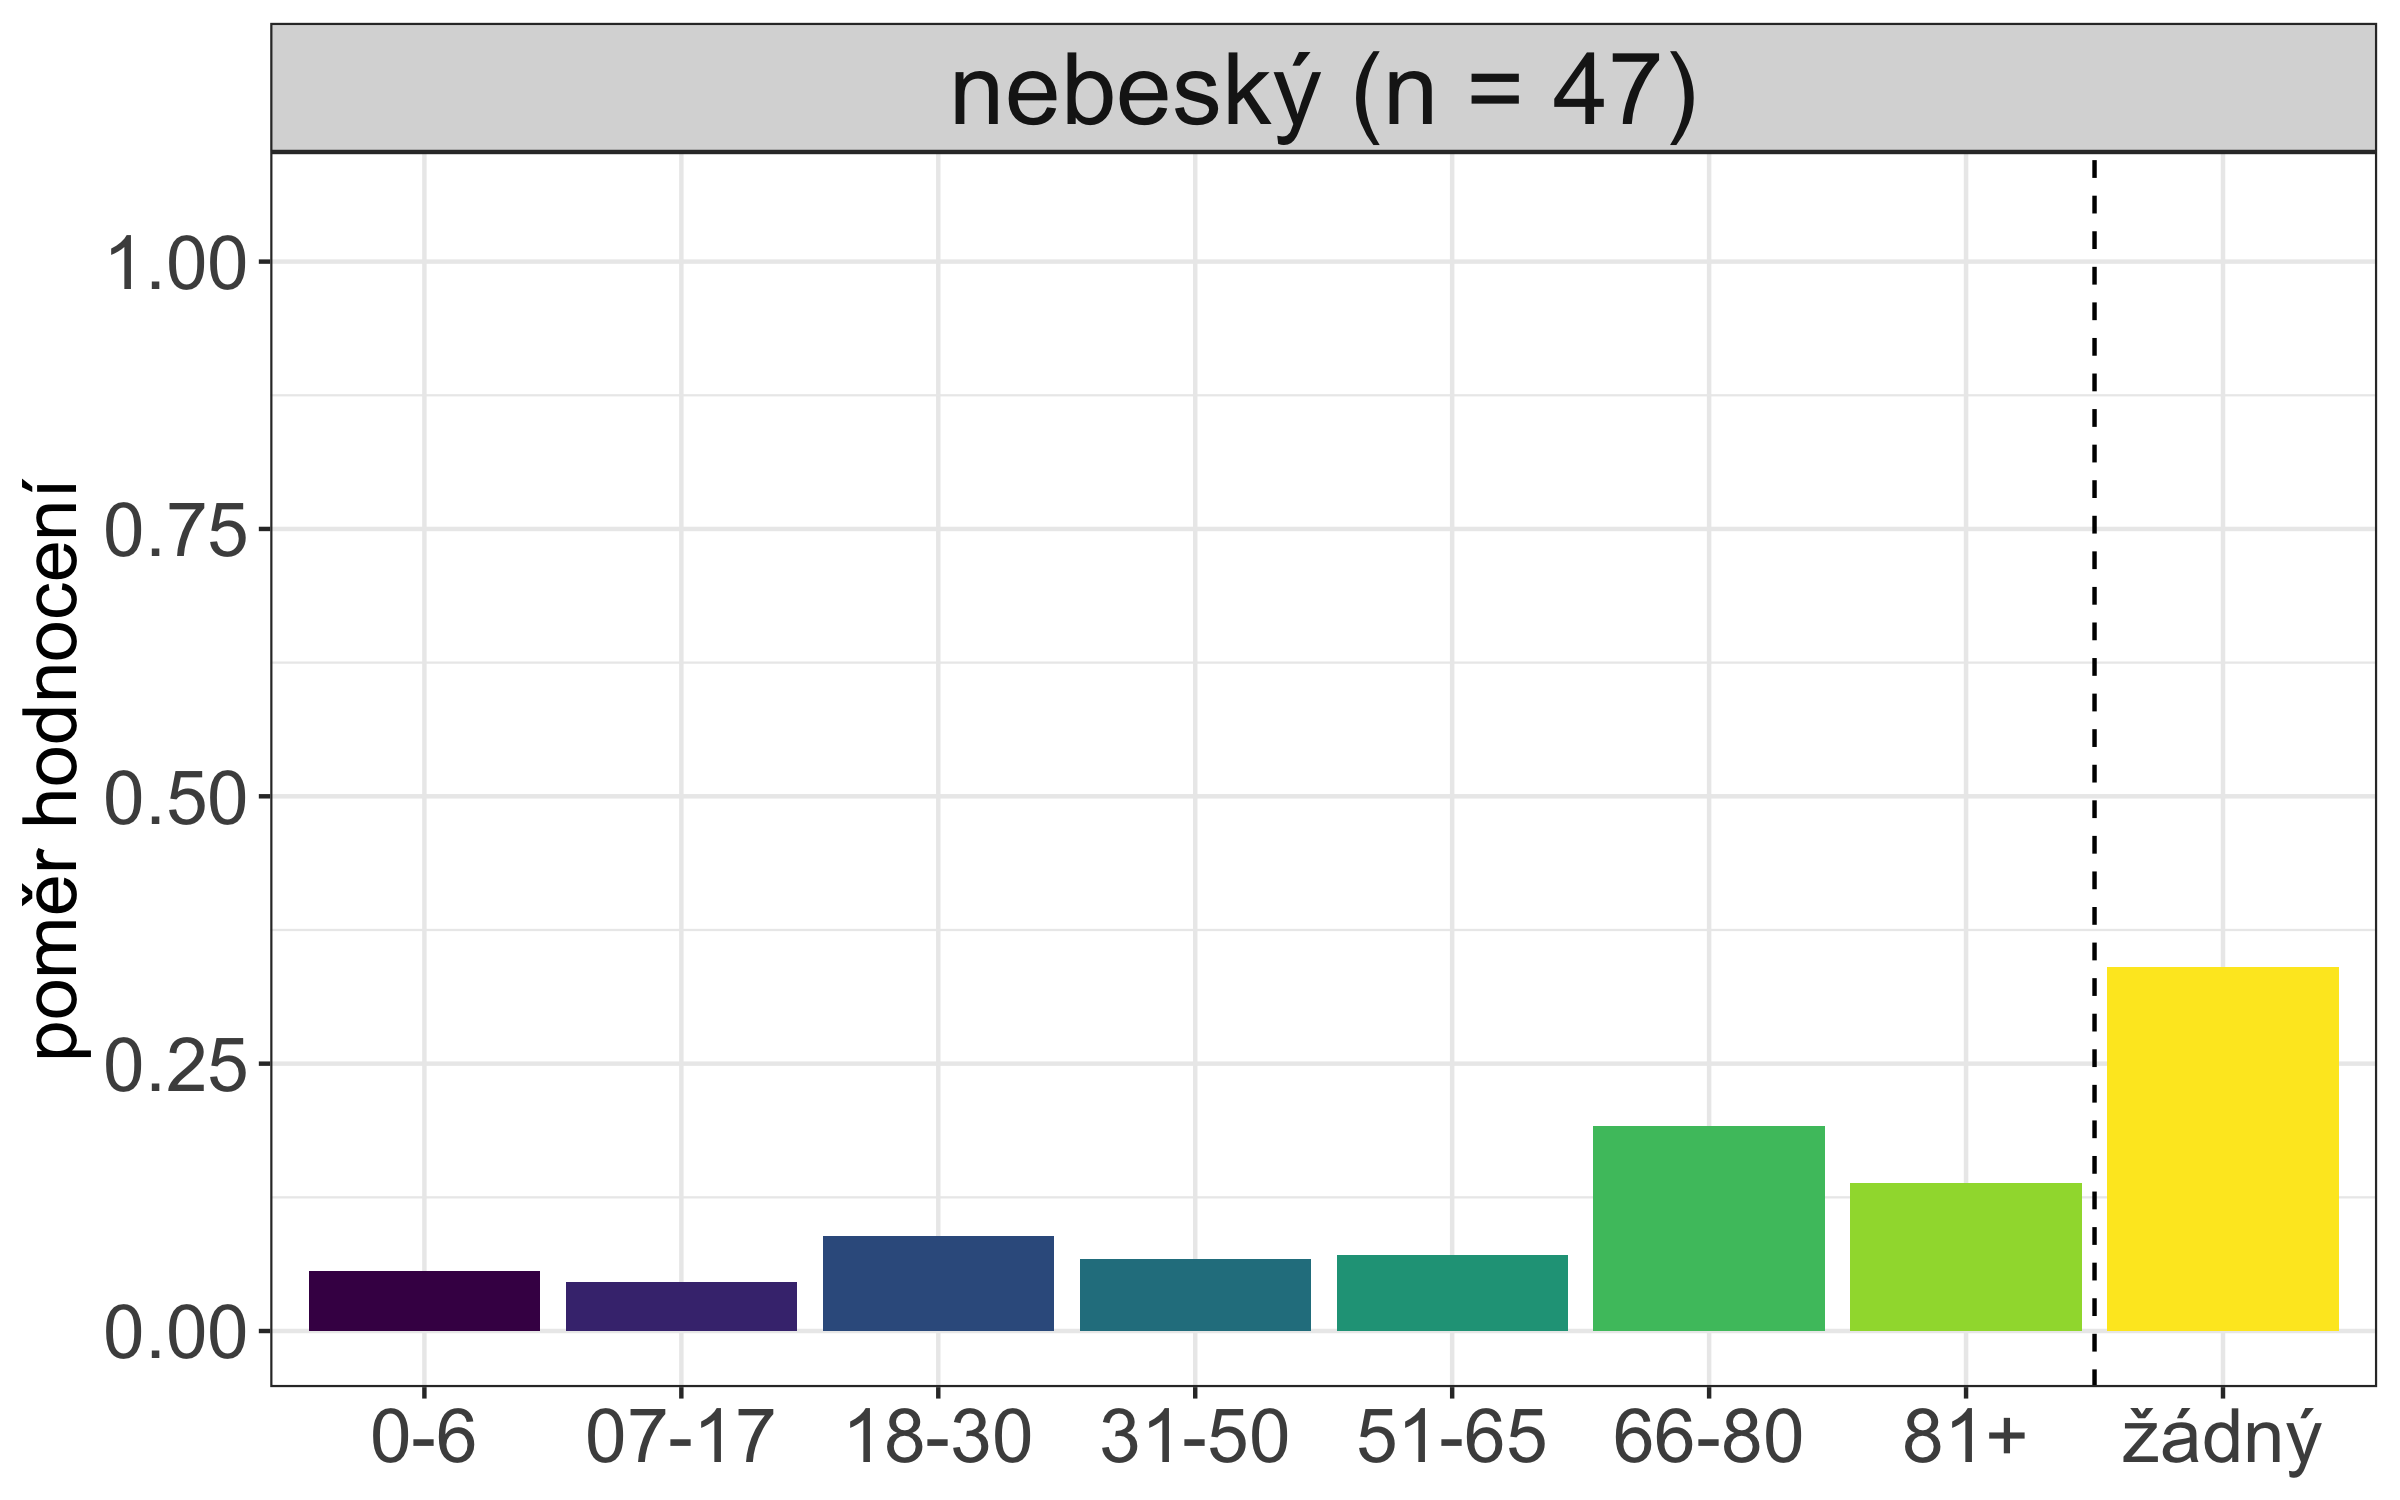 nebeský (n = 47)
poměr hodnocení
1.00
0.75
0.50
0.25
0.00
0-6 07-17 18-30 31-50 51-65 66-80 81+ žádný